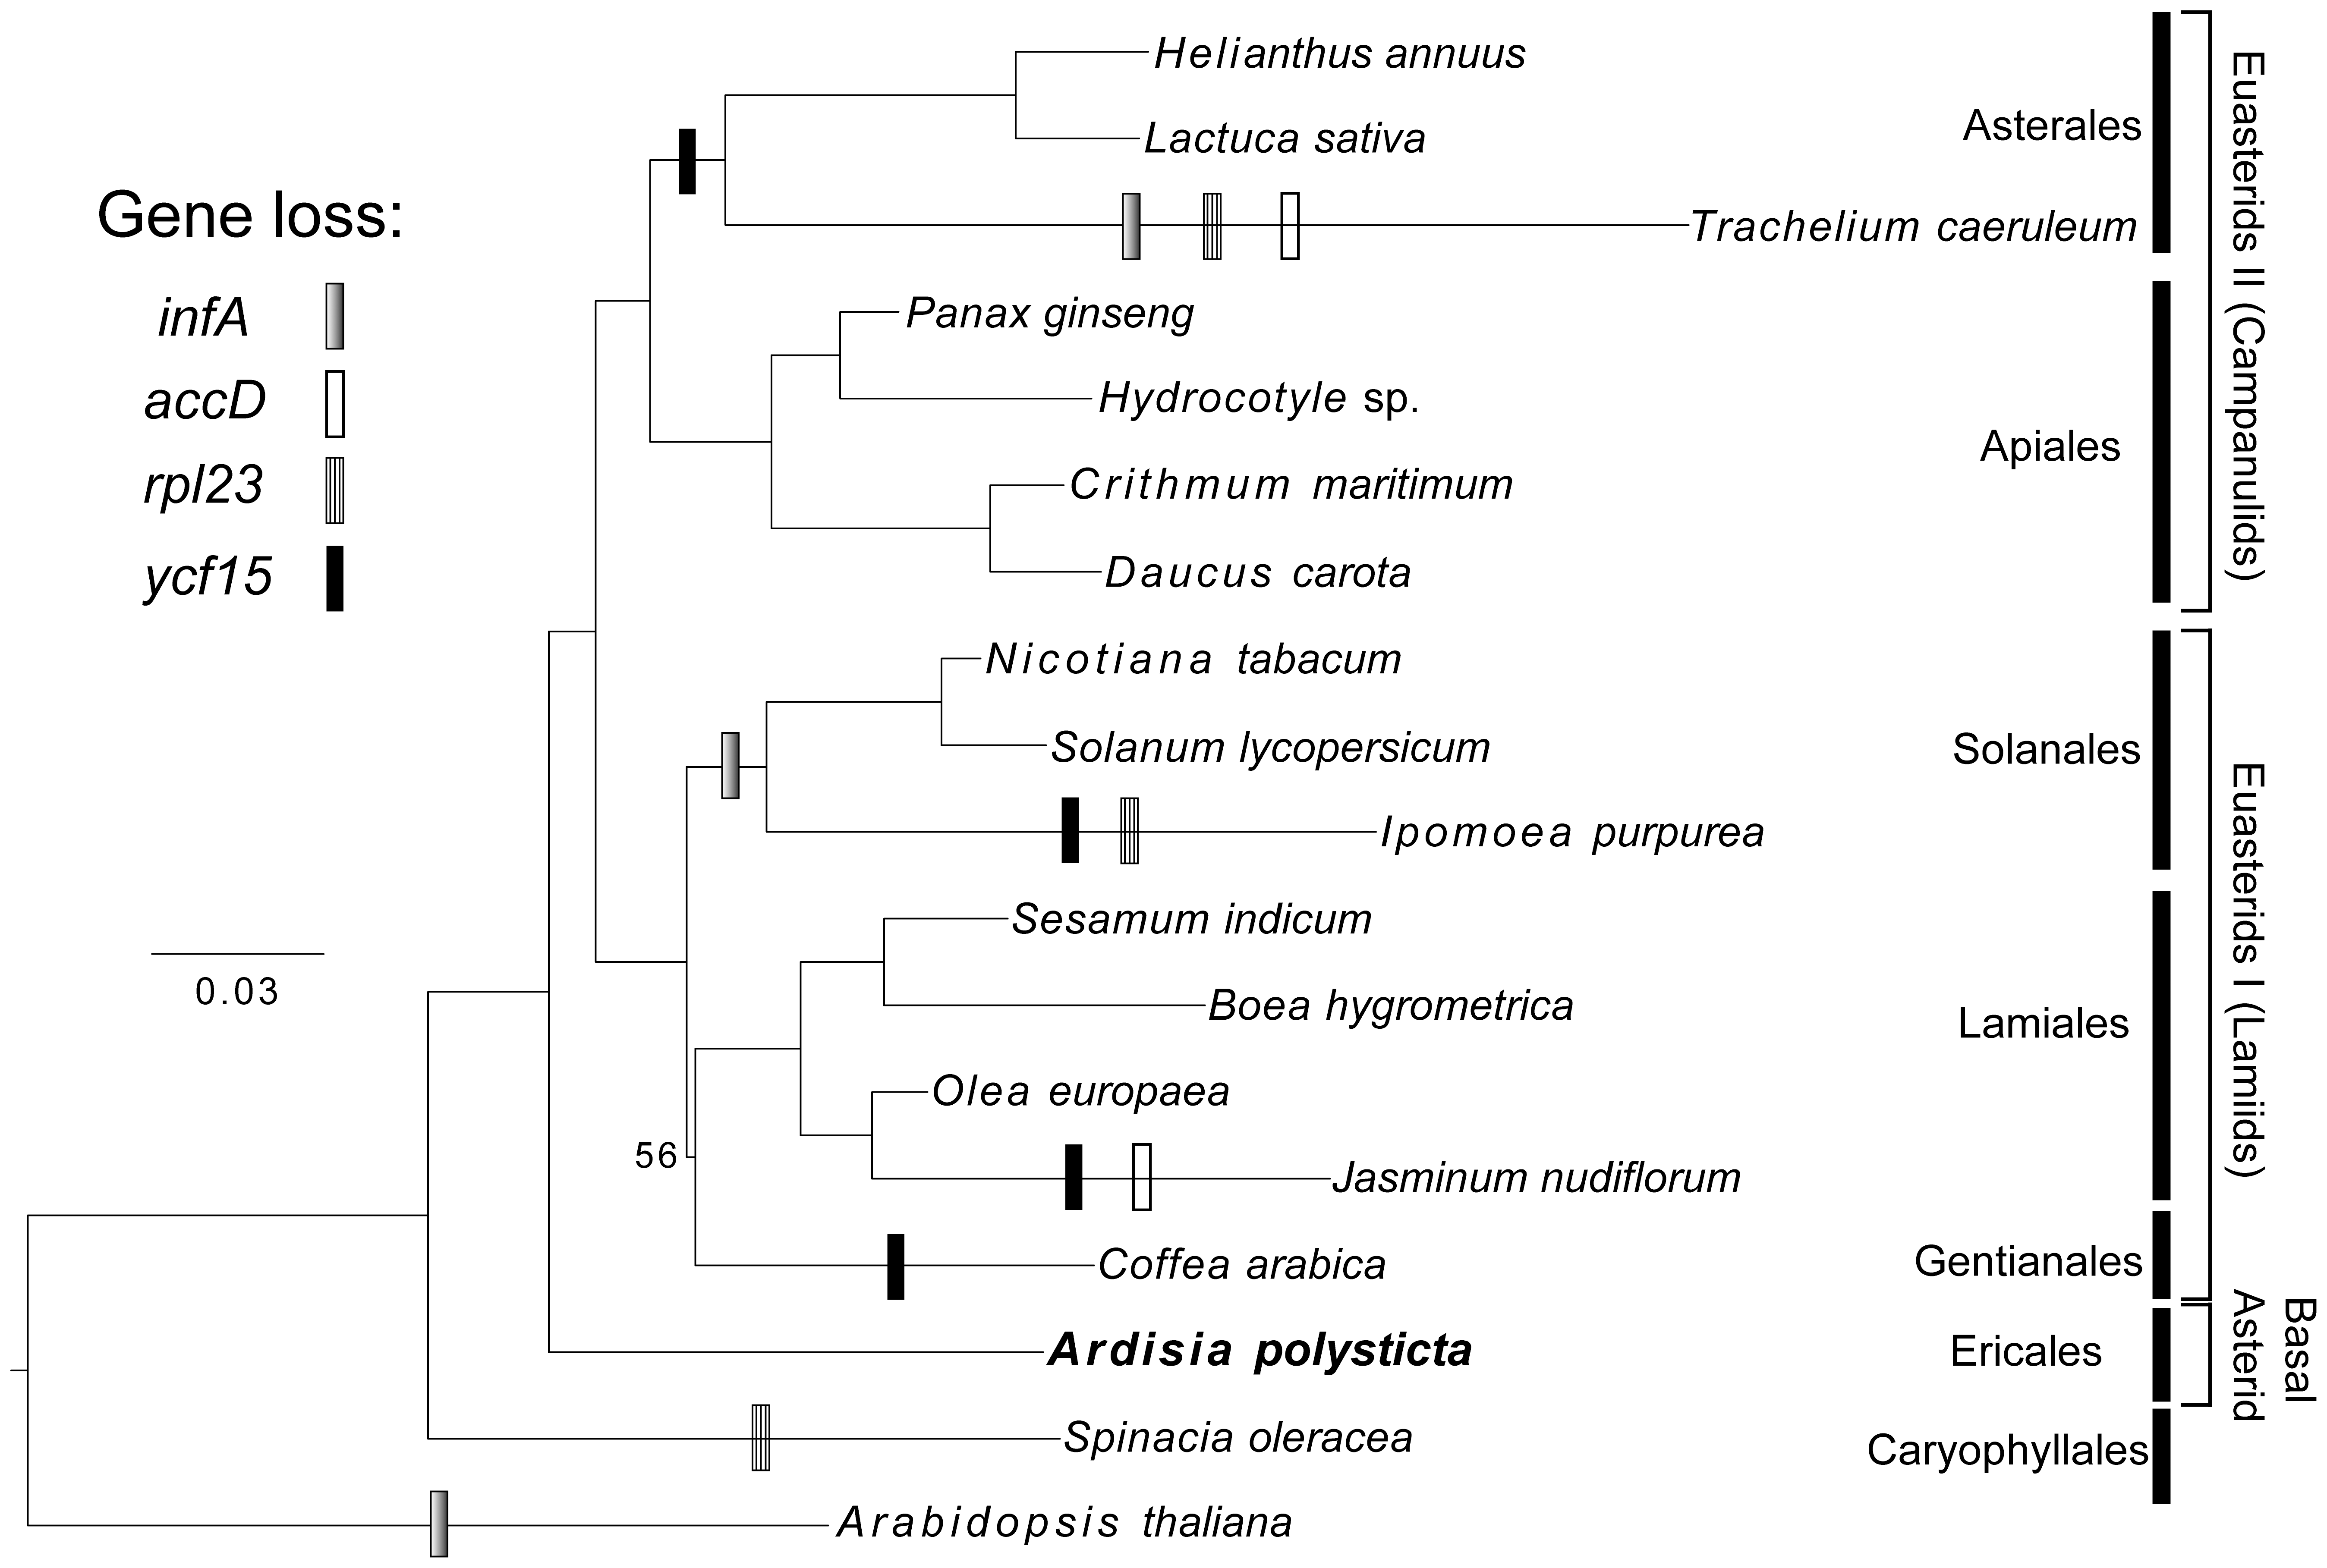 Gene loss:
infA
accD
rpl23
ycf15
0.03
56
Helianthus annuus
Lactuca sativa
Trachelium caeruleum
Panax ginseng
Hydrocotyle sp.
Crithmum maritimum
Daucus carota
Nicotiana tabacum
Solanum lycopersicum
Ipomoea purpurea
Sesamum indicum
Boea hygrometrica
Olea europaea
Jasminum nudiflorum
Coffea arabica
Ardisia polysticta
Spinacia oleracea
Arabidopsis thaliana
Asterales
Apiales
Solanales
Lamiales
Gentianales
Ericales
Caryophyllales
Euasterids II (Campanulids)
Euasterids I (Lamiids)
Basal
Asterid